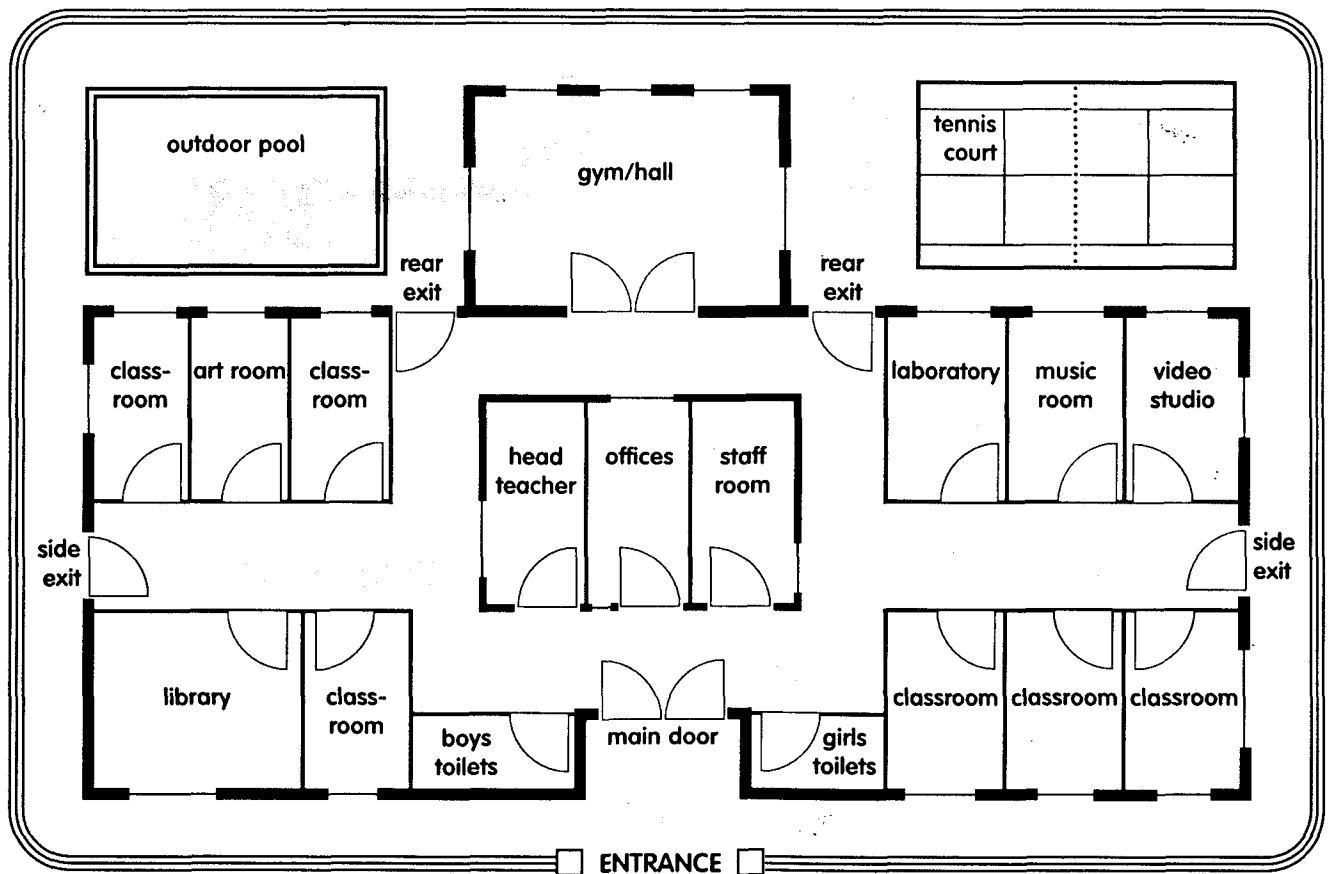 outdoor pool
gym/hall
tennis
court
rear
exit
rear
exit
class-
room
art room
class-
room
laboratory
music
room
video
studio
head
teacher
offices
staff
room
side
exit
side
exit
library
class-
room
boys
toilets
main door
girls
toilets
classroom
classroom
classroom
ENTRANCE